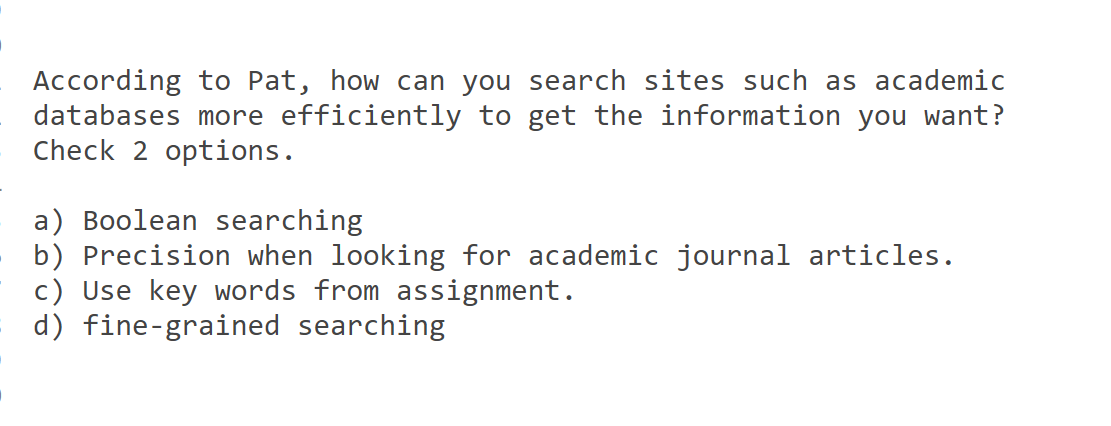 According to Pat, how can you search sites such as academic
databases more efficiently to get the information you want?
Check 2 options.
a) Boolean searching
b) Precision when looking for academic journal articles.
c) Use key words from assignment.
d) fine-grained searching